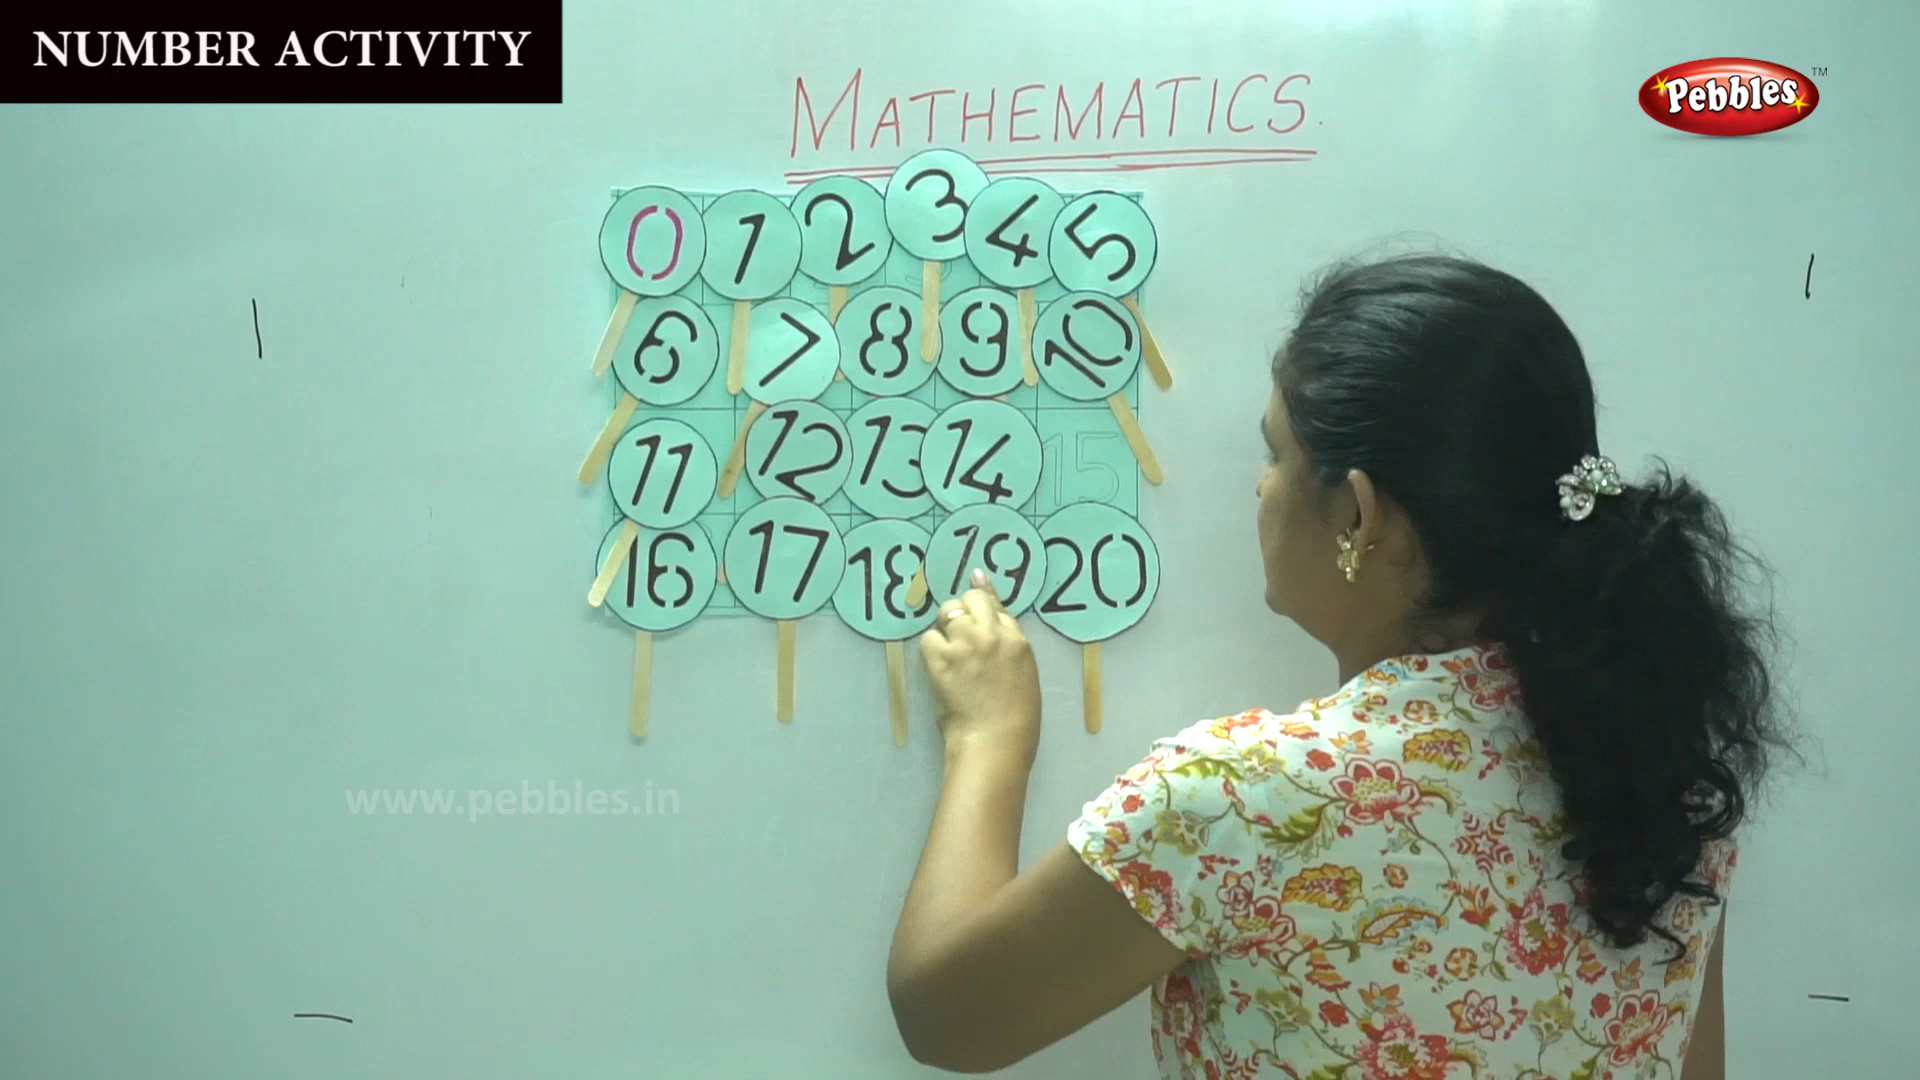 NUMBER ACTIVITY
MATHEMATICS.
Pebbles™
0 1 2 3 4 5
6 7 8 9 10
11 12 13 14 15
16 17 18 19 20
www.pebbles.in